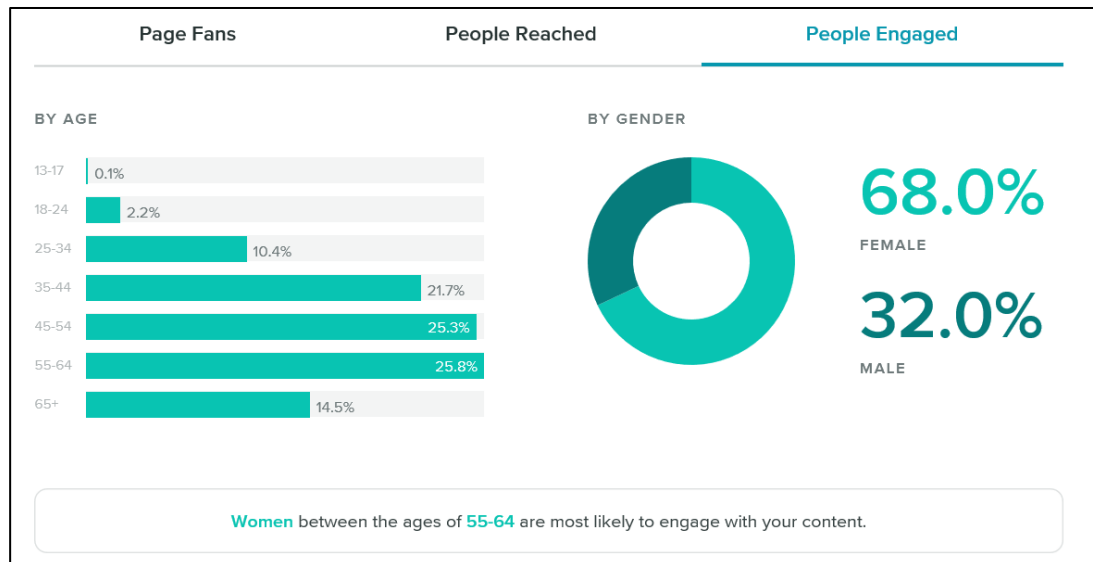 Page Fans People Reached People Engaged
BY AGE
13-17 0.1%
18-24 2.2%
25-34 10.4%
35-44 21.7%
45-54 25.3%
55-64 25.8%
65+ 14.5%
BY GENDER
68.0%
FEMALE
32.0%
MALE
Women between the ages of 55-64 are most likely to engage with your content.